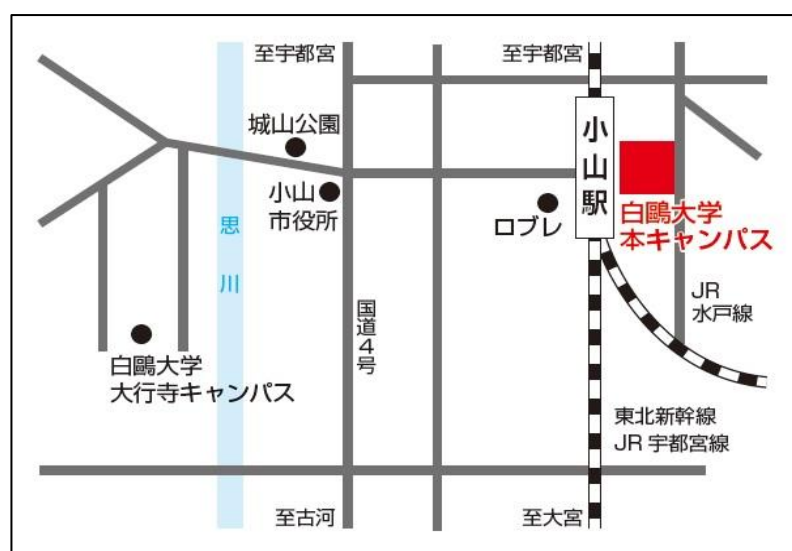 至宇都宮
至宇都宮
城山公園
小山
市役所
小山駅
ロブレ
白鷗大学
本キャンパス
思川
国道4号
JR
水戸線
白鷗大学
大行寺キャンパス
東北新幹線
JR 宇都宮線
至古河
至大宮